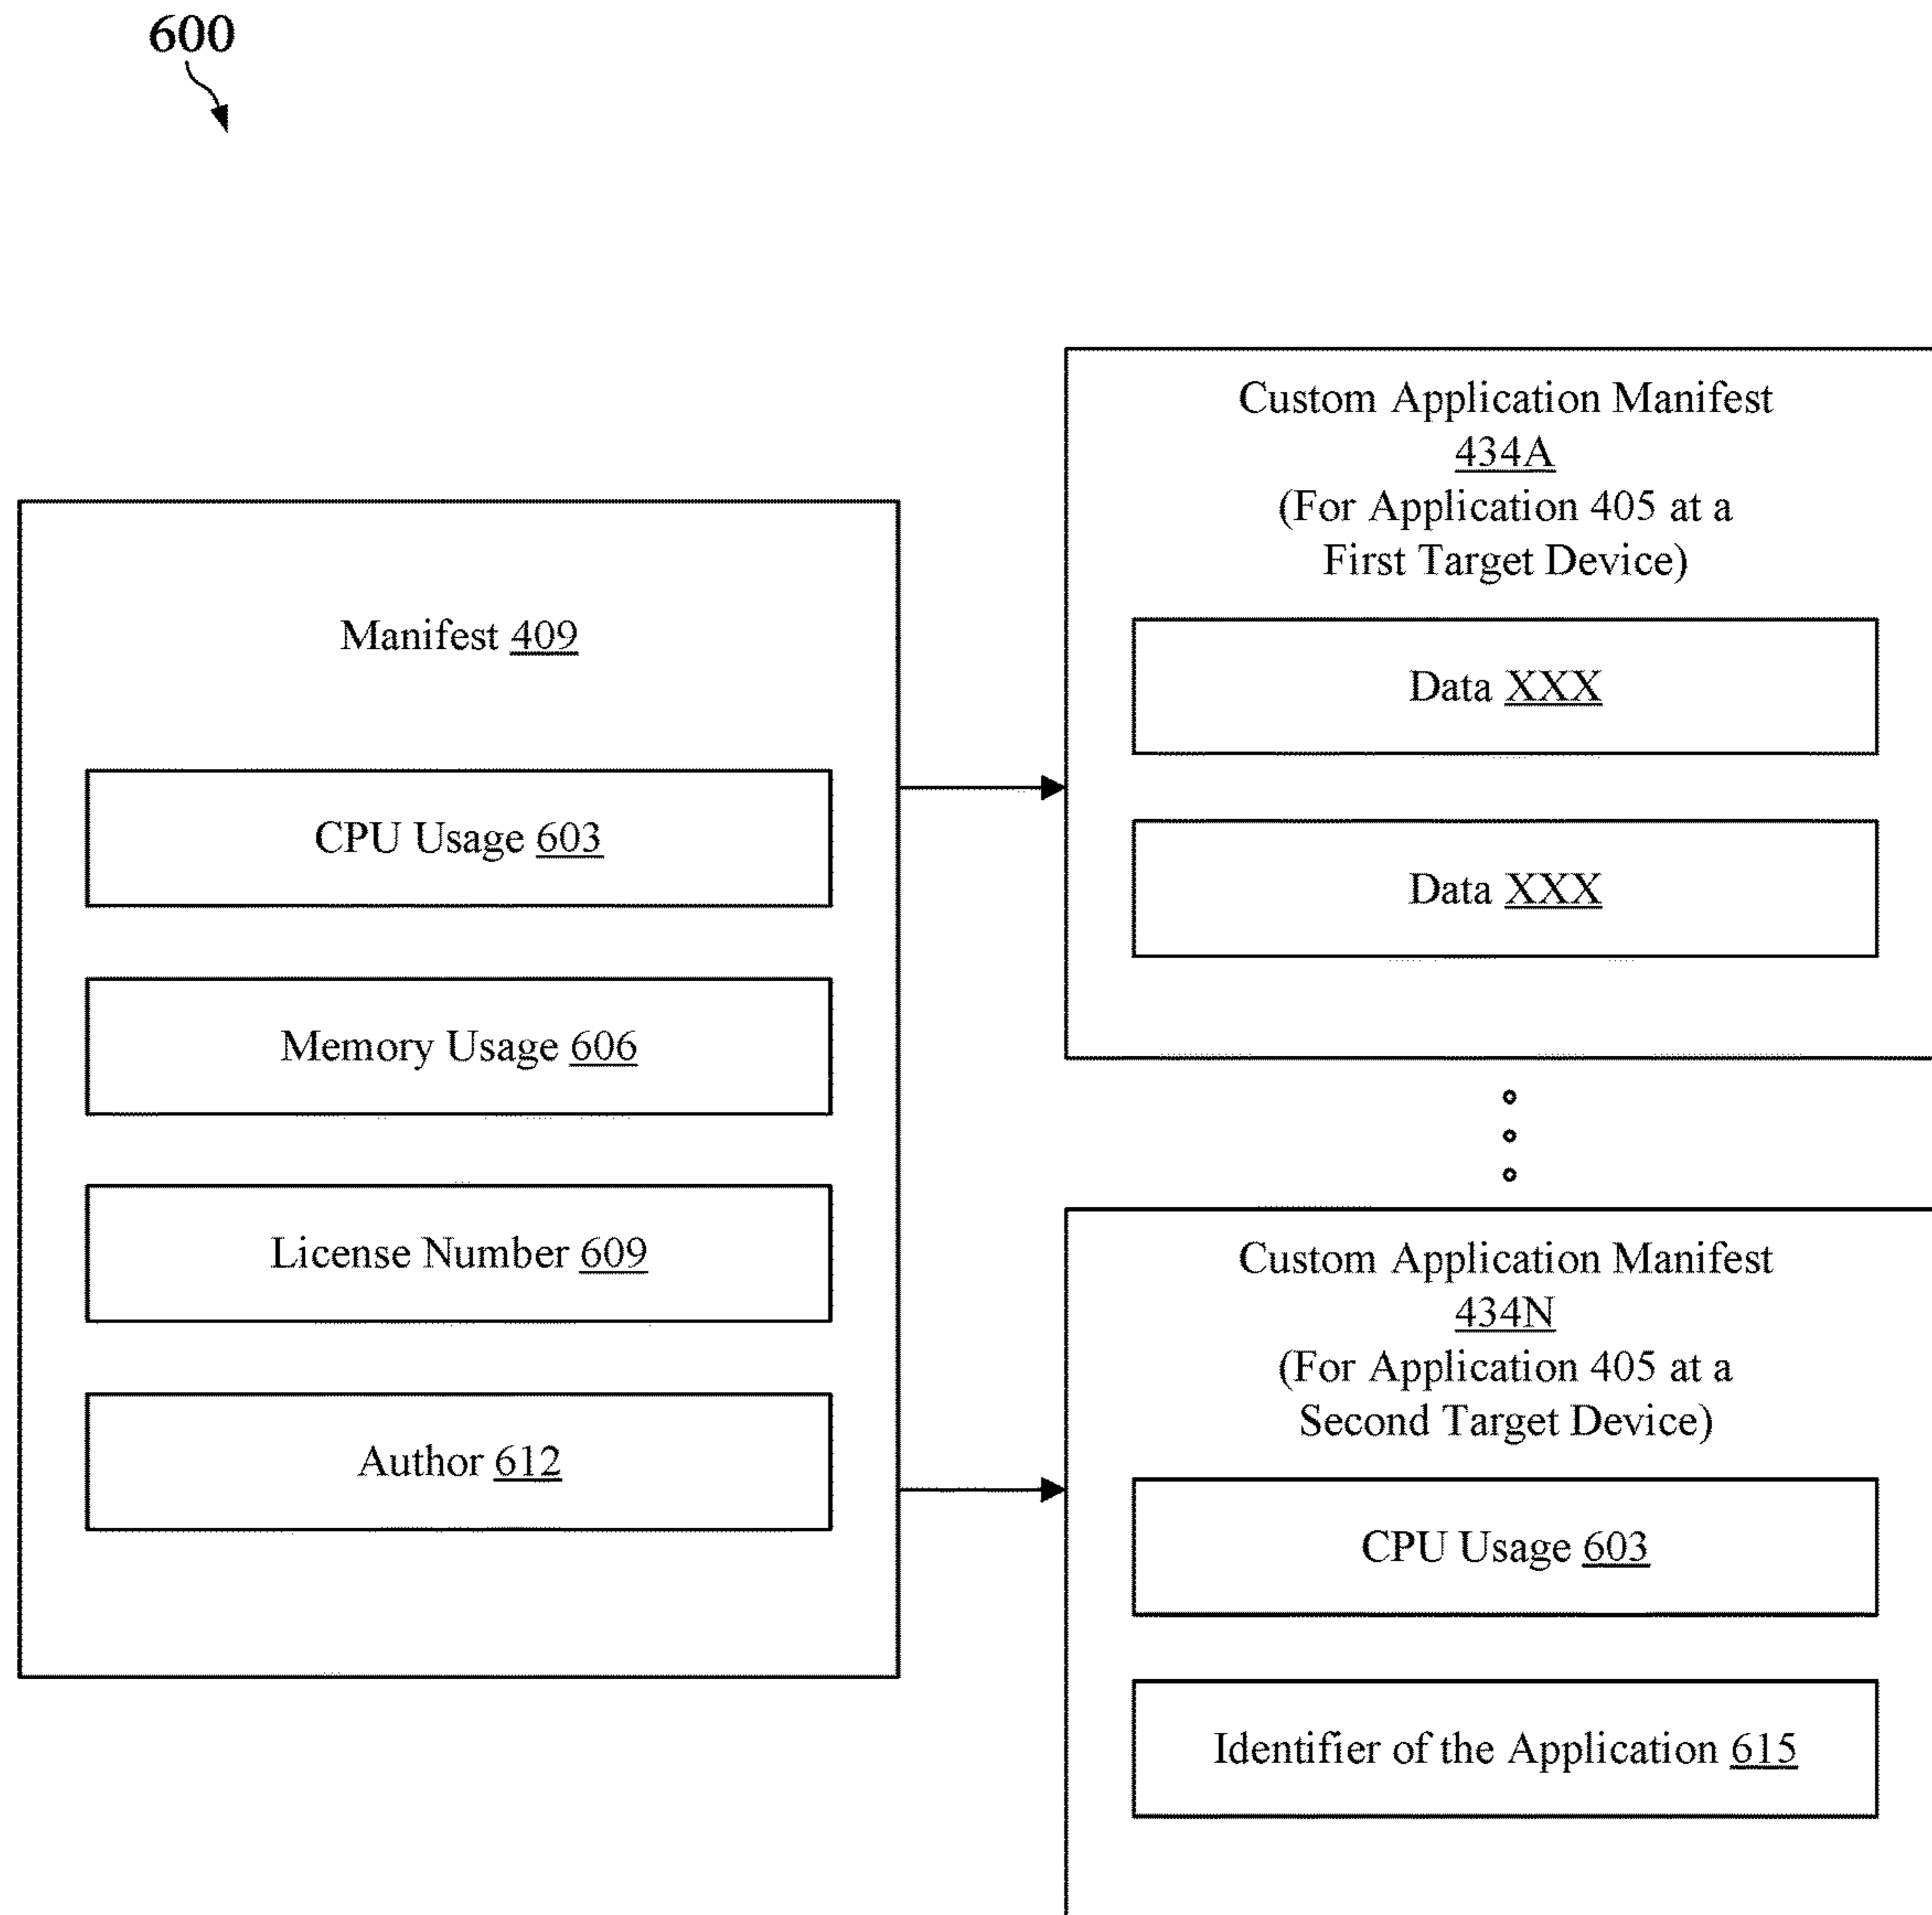 600
Manifest 409
CPU Usage 603
Memory Usage 606
License Number 609
Author 612
Custom Application Manifest
434A
(For Application 405 at a
First Target Device)
Data XXX
Data XXX
Custom Application Manifest
434N
(For Application 405 at a
Second Target Device)
CPU Usage 603
Identifier of the Application 615